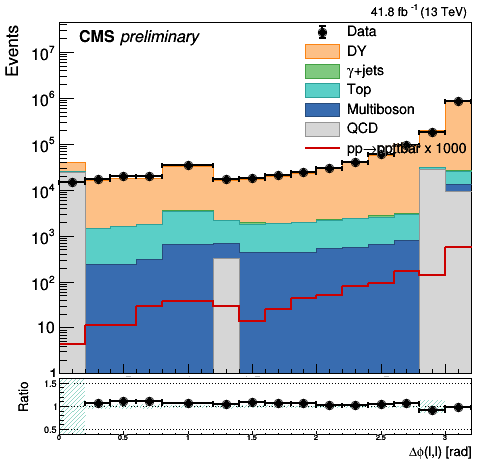 41.8 fb⁻¹ (13 TeV)
CMS preliminary
Events
10⁷
10⁶
10⁵
10⁴
10³
10²
10
1
Data
DY
γ+jets
Top
Multiboson
QCD
pp→ppttbar x 1000
Ratio
1.5
1
0.5
0 0.5 1 1.5 2 2.5 3
Δϕ(l,l) [rad]